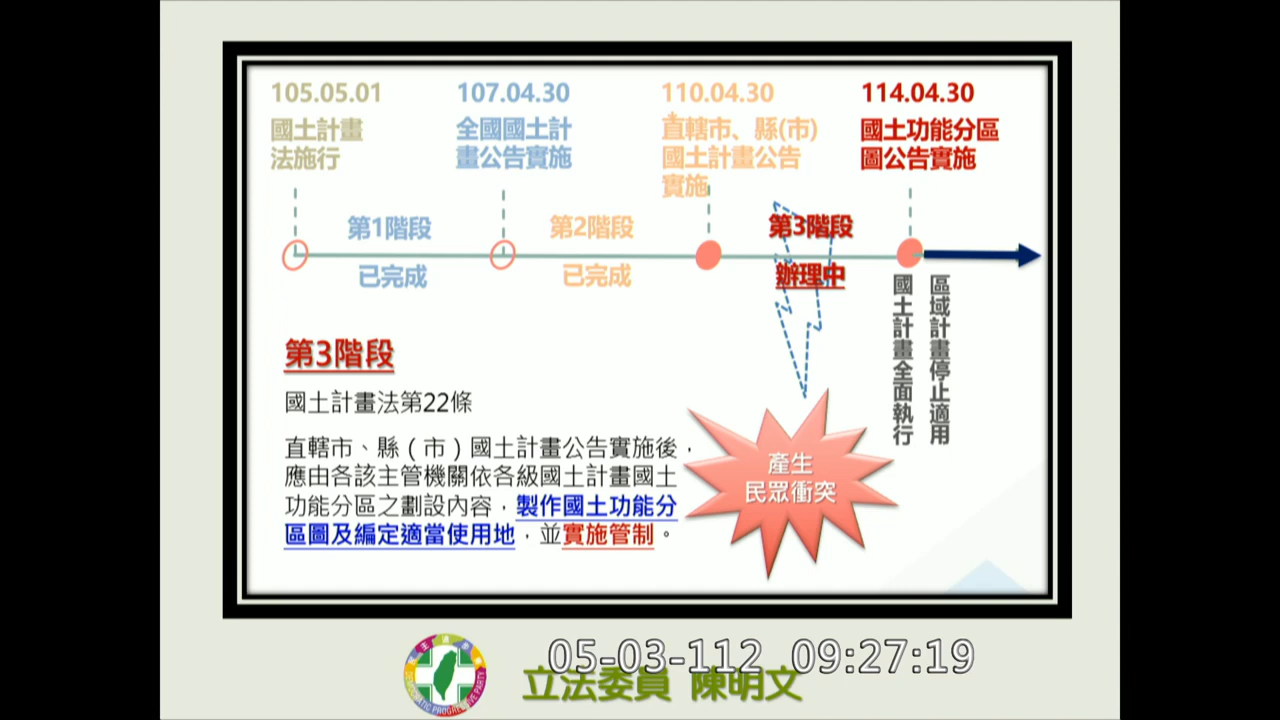 105.05.01
國土計畫
法施行
107.04.30
全國國土計
畫公告實施
110.04.30
直轄市、縣(市)
國土計畫公告
實施
114.04.30
國土功能分區
圖公告實施
第1階段
已完成
第2階段
已完成
第3階段
辦理中
區域計畫停止適用
國土計畫全面執行
第3階段
國土計畫法第22條
直轄市、縣（市）國土計畫公告實施後，
應由各該主管機關依各級國土計畫國土
功能分區之劃設內容，製作國土功能分
區圖及編定適當使用地，並實施管制。
產生
民眾衝突
05-03-112 09:27:19
立法委員 陳明文